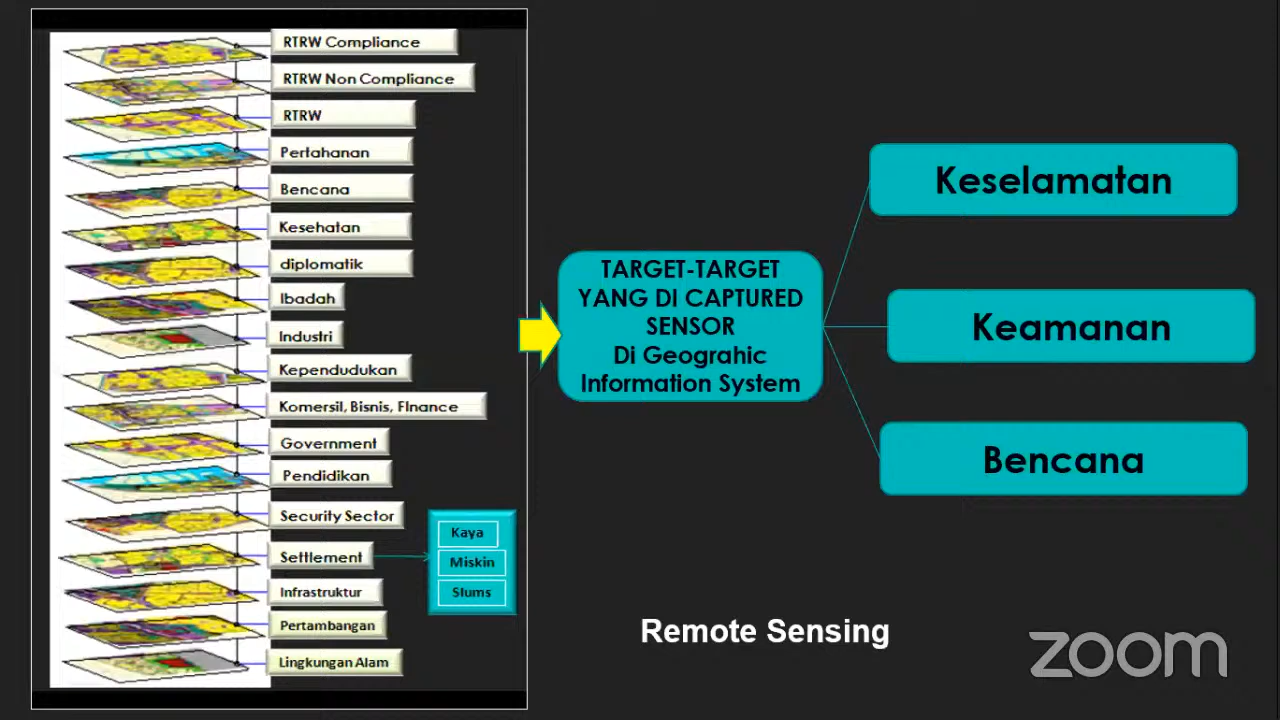 RTRW Compliance
RTRW Non Compliance
RTRW
Pertahanan
Bencana
Kesehatan
diplomatik
Ibadah
Industri
Kependudukan
Komersil, Bisnis, FInance
Government
Pendidikan
Security Sector
Settlement
Kaya
Miskin
Slums
Infrastruktur
Pertambangan
Lingkungan Alam
TARGET-TARGET
YANG DI CAPTURED
SENSOR
Di Geograhic
Information System
Keselamatan
Keamanan
Bencana
Remote Sensing
zoom